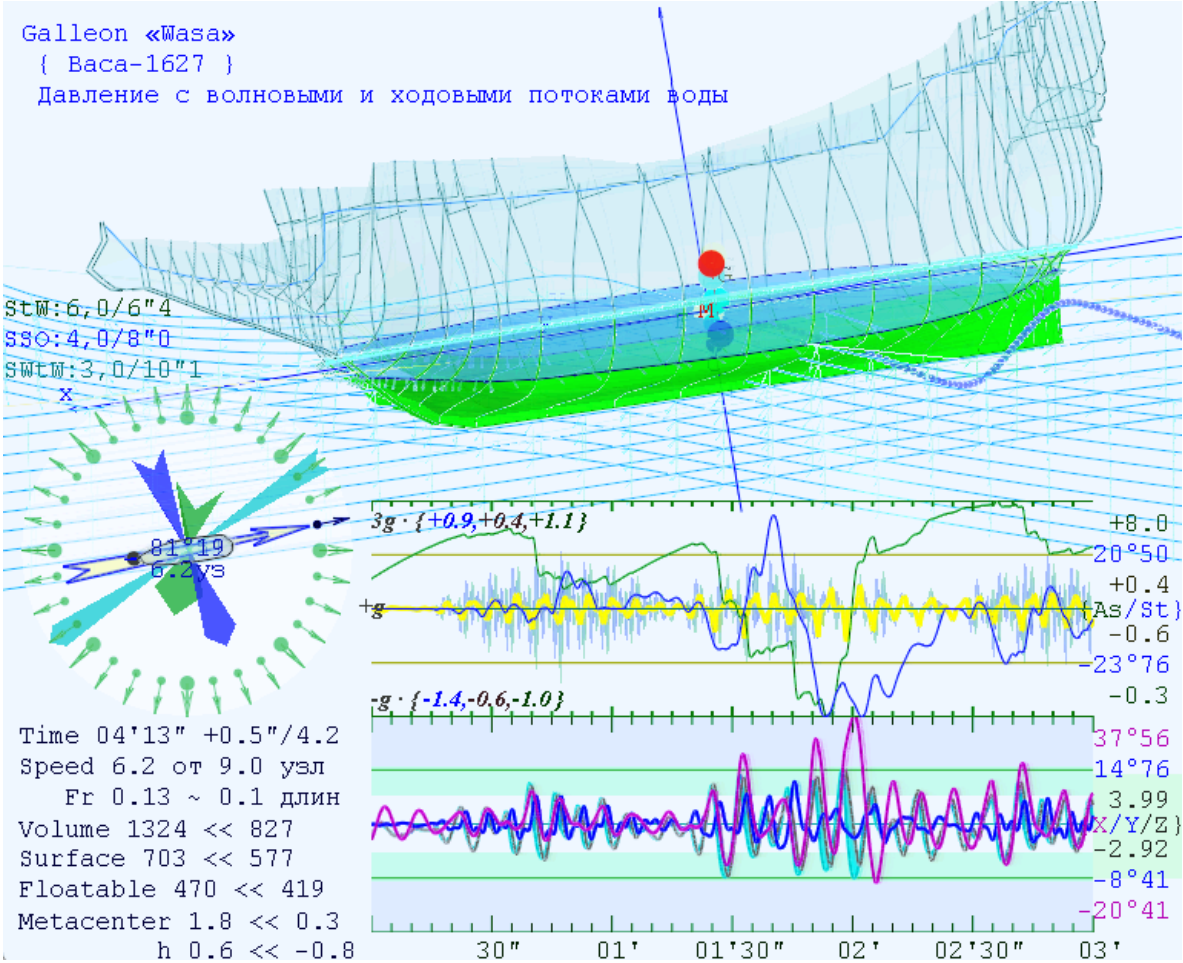 Galleon «Wasa»
{ Васа-1627 }
Давление с волновыми и ходовыми потоками воды
G
M
StW:6,0/6"4
SSO:4,0/8"0
SWtW:3,0/10"1
X
81°19
6.2уз
3g · {+0.9,+0.4,+1.1}
+8.0
20°50
+0.4
+g
{As/St}
-0.6
-23°76
-0.3
-g · {-1.4,-0.6,-1.0}
Time 04'13" +0.5"/4.2
Speed 6.2 от 9.0 узл
Fr 0.13 ~ 0.1 длин
Volume 1324 << 827
Surface 703 << 577
Floatable 470 << 419
Metacenter 1.8 << 0.3
h 0.6 << -0.8
37°56
14°76
3.99
X/Y/Z}
-2.92
-8°41
-20°41
30" 01' 01'30" 02' 02'30" 03'